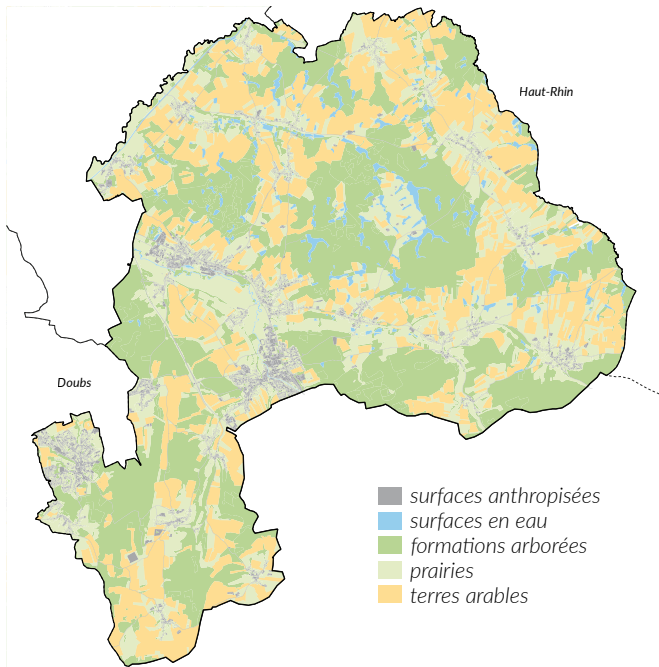 Haut-Rhin
Doubs
surfaces anthropisées
surfaces en eau
formations arborées
prairies
terres arables